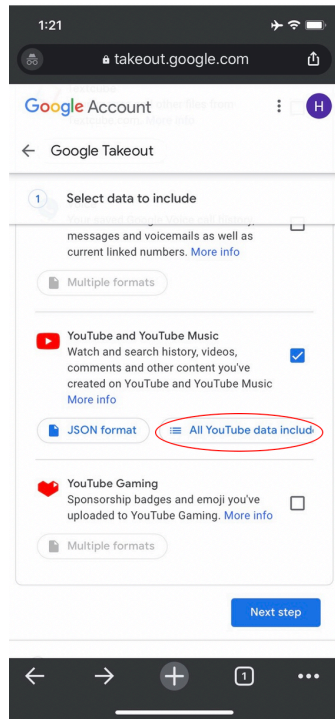 1:21
takeout.google.com
Google Account
H
Google Takeout
1 Select data to include
messages and voicemails as well as
current linked numbers. More info
Multiple formats
YouTube and YouTube Music
Watch and search history, videos,
comments and other content you've
created on YouTube and YouTube Music
More info
JSON format
All YouTube data includ
YouTube Gaming
Sponsorship badges and emoji you've
uploaded to YouTube Gaming. More info
Multiple formats
Next step
1